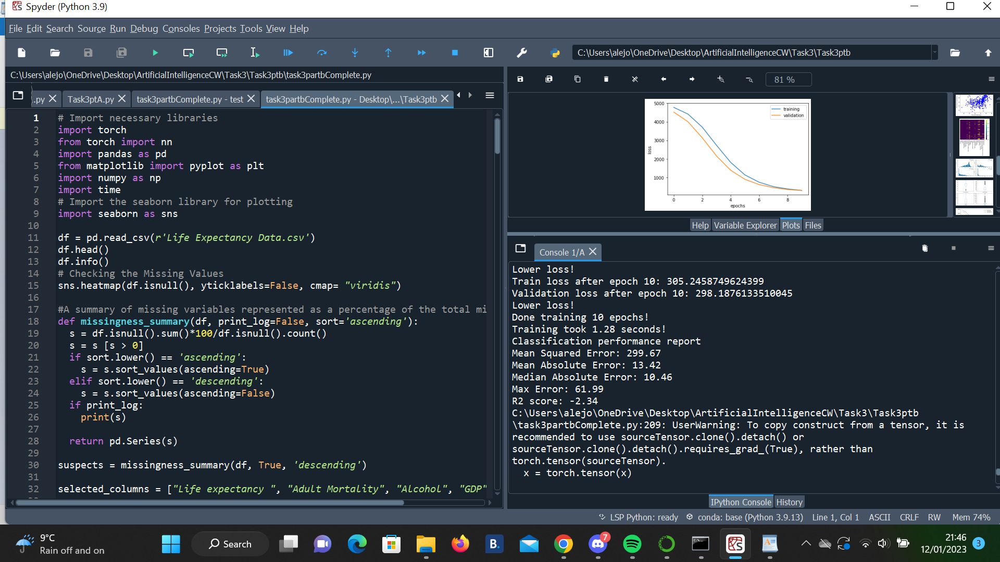 Spyder (Python 3.9)
File Edit Search Source Run Debug Consoles Projects Tools View Help
C:\Users\alejo\OneDrive\Desktop\ArtificialIntelligenceCW\Task3\Task3ptb
C:\Users\alejo\OneDrive\Desktop\ArtificialIntelligenceCW\Task3\Task3ptb\task3partbComplete.py
.py
Task3ptA.py
task3partbComplete.py - test
task3partbComplete.py - Desktop\...\Task3ptb
1 # Import necessary libraries
2 import torch
3 from torch import nn
4 import pandas as pd
5 from matplotlib import pyplot as plt
6 import numpy as np
7 import time
8 # Import the seaborn library for plotting
9 import seaborn as sns
10
11 df = pd.read_csv(r'Life Expectancy Data.csv')
12 df.head()
13 df.info()
14 # Checking the Missing Values
15 sns.heatmap(df.isnull(), yticklabels=False, cmap= "viridis")
16
17 #A summary of missing variables represented as a percentage of the total mi
18 def missingness_summary(df, print_log=False, sort='ascending'):
19   s = df.isnull().sum()*100/df.isnull().count()
20   s = s [s > 0]
21   if sort.lower() == 'ascending':
22     s = s.sort_values(ascending=True)
23   elif sort.lower() == 'descending':
24     s = s.sort_values(ascending=False)
25   if print_log:
26     print(s)
27
28   return pd.Series(s)
29
30 suspects = missingness_summary(df, True, 'descending')
31
32 selected_columns = ["Life expectancy ", "Adult Mortality", "Alcohol", "GDP"
81 %
5000
4000
3000
2000
1000
loss
0 2 4 6 8
epochs
training
validation
Help Variable Explorer Plots Files
Console 1/A
Lower loss!
Train loss after epoch 10: 305.2458749624399
Validation loss after epoch 10: 298.1876133510045
Lower loss!
Done training 10 epochs!
Training took 1.28 seconds!
Classification performance report
Mean Squared Error: 299.67
Mean Absolute Error: 13.42
Median Absolute Error: 10.46
Max Error: 61.99
R2 score: -2.34
C:\Users\alejo\OneDrive\Desktop\ArtificialIntelligenceCW\Task3\Task3ptb
\task3partbComplete.py:209: UserWarning: To copy construct from a tensor, it is
recommended to use sourceTensor.clone().detach() or
sourceTensor.clone().detach().requires_grad_(True), rather than
torch.tensor(sourceTensor).
  x = torch.tensor(x)
IPython Console History
LSP Python: ready conda: base (Python 3.9.13) Line 1, Col 1 ASCII CRLF RW Mem 74%
9°C
Rain off and on
Search
B.
7
21:46
12/01/2023
3